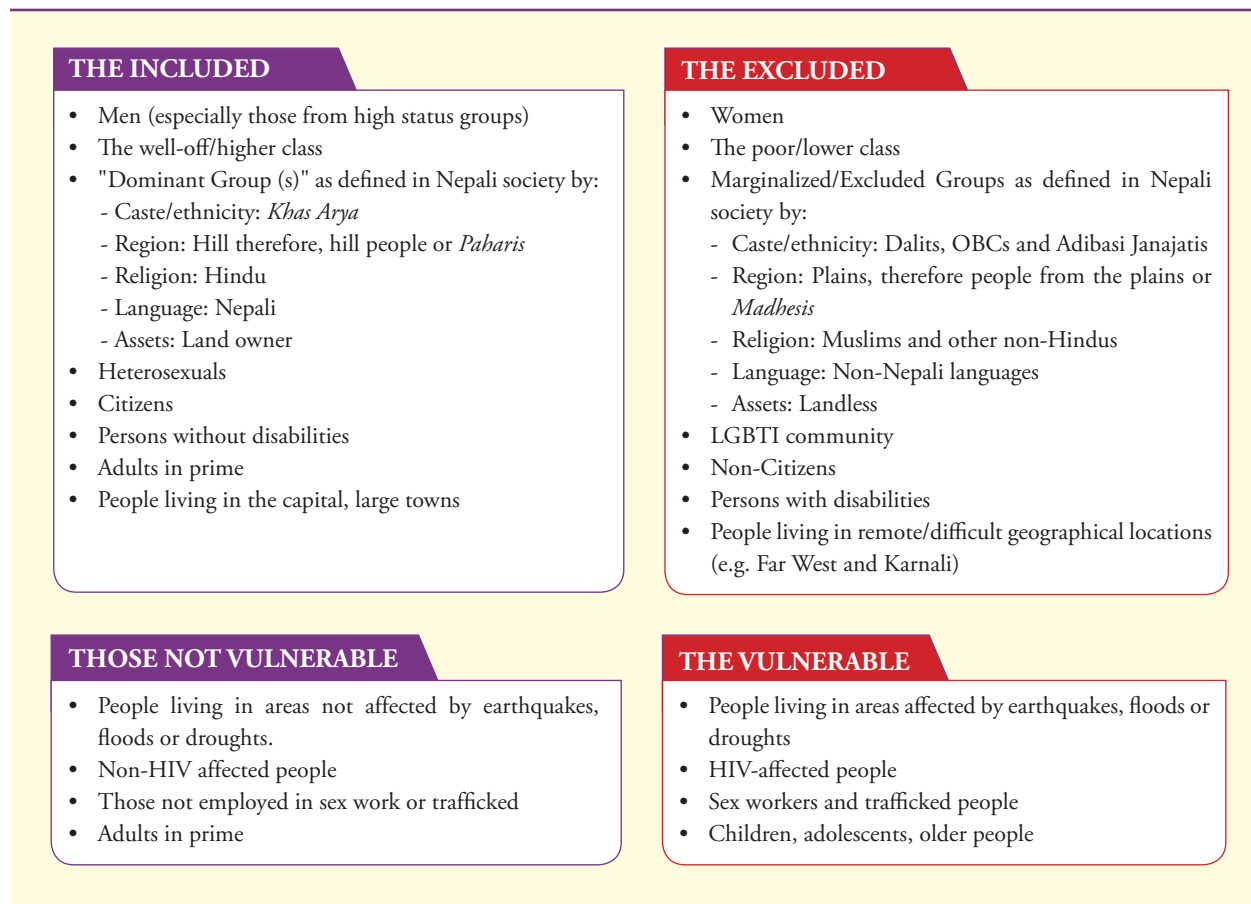 THE INCLUDED
• Men (especially those from high status groups)
• The well-off/higher class
• "Dominant Group (s)" as defined in Nepali society by:
- Caste/ethnicity: Khas Arya
- Region: Hill therefore, hill people or Paharis
- Religion: Hindu
- Language: Nepali
- Assets: Land owner
• Heterosexuals
• Citizens
• Persons without disabilities
• Adults in prime
• People living in the capital, large towns
THE EXCLUDED
• Women
• The poor/lower class
• Marginalized/Excluded Groups as defined in Nepali
society by:
- Caste/ethnicity: Dalits, OBCs and Adibasi Janajatis
- Region: Plains, therefore people from the plains or
Madhesis
- Religion: Muslims and other non-Hindus
- Language: Non-Nepali languages
- Assets: Landless
• LGBTI community
• Non-Citizens
• Persons with disabilities
• People living in remote/difficult geographical locations
(e.g. Far West and Karnali)
THOSE NOT VULNERABLE
• People living in areas not affected by earthquakes,
floods or droughts.
• Non-HIV affected people
• Those not employed in sex work or trafficked
• Adults in prime
THE VULNERABLE
• People living in areas affected by earthquakes, floods or
droughts
• HIV-affected people
• Sex workers and trafficked people
• Children, adolescents, older people